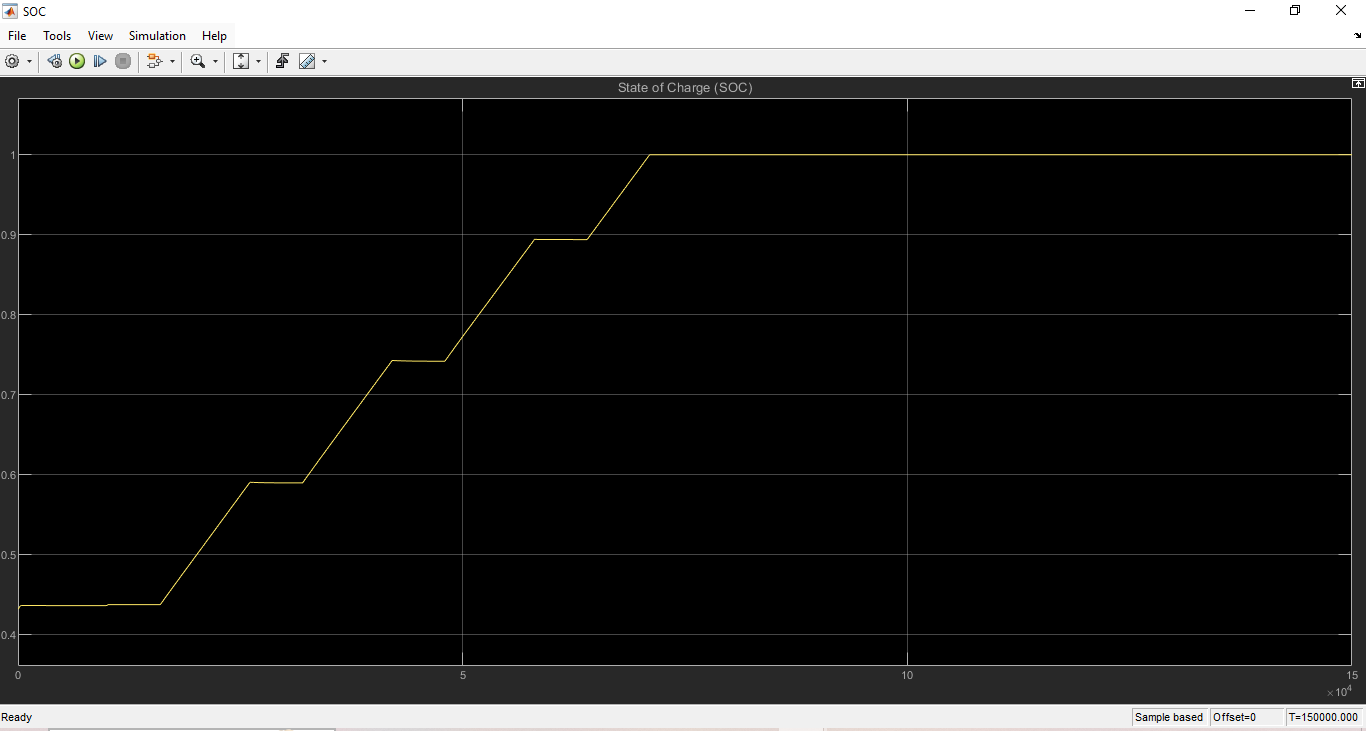 SOC
File Tools View Simulation Help
State of Charge (SOC)
1
0.9
0.8
0.7
0.6
0.5
0.4
0 5 10 15
×10⁴
Ready Sample based Offset=0 T=150000.000